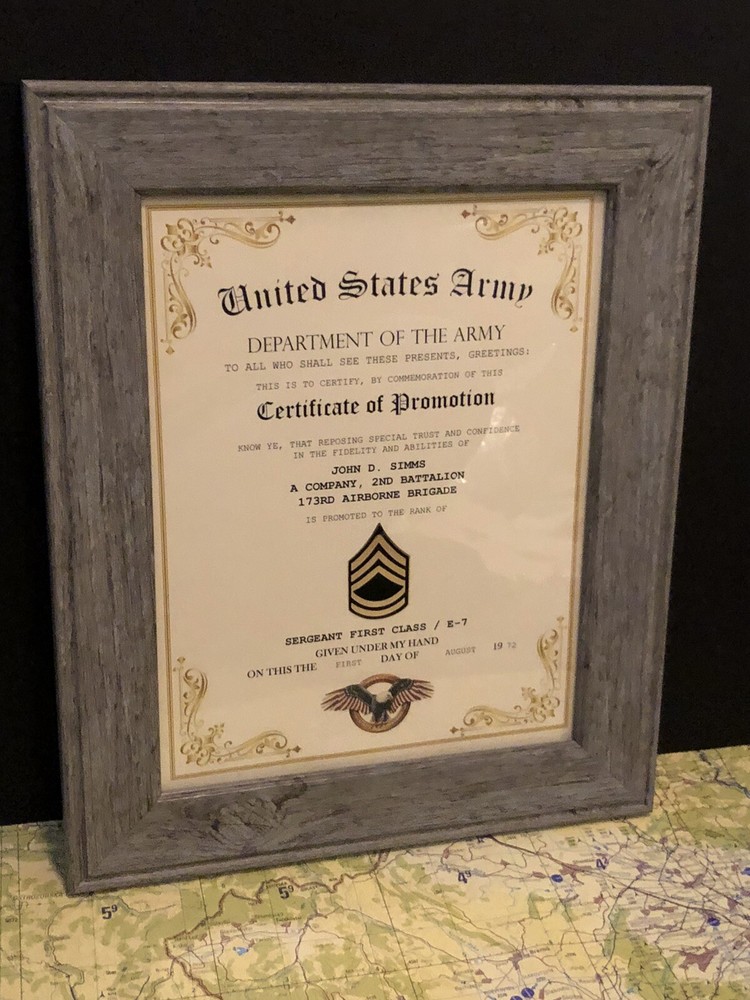 United States Army
DEPARTMENT OF THE ARMY
TO ALL WHO SHALL SEE THESE PRESENTS, GREETINGS:
THIS IS TO CERTIFY, BY COMMEMORATION OF THIS
Certificate of Promotion
KNOW YE, THAT REPOSING SPECIAL TRUST AND CONFIDENCE
IN THE FIDELITY AND ABILITIES OF
JOHN D. SIMMS
A COMPANY, 2ND BATTALION
173RD AIRBORNE BRIGADE
IS PROMOTED TO THE RANK OF
SERGEANT FIRST CLASS / E-7
GIVEN UNDER MY HAND
ON THIS THE FIRST DAY OF AUGUST 19
59
59
49